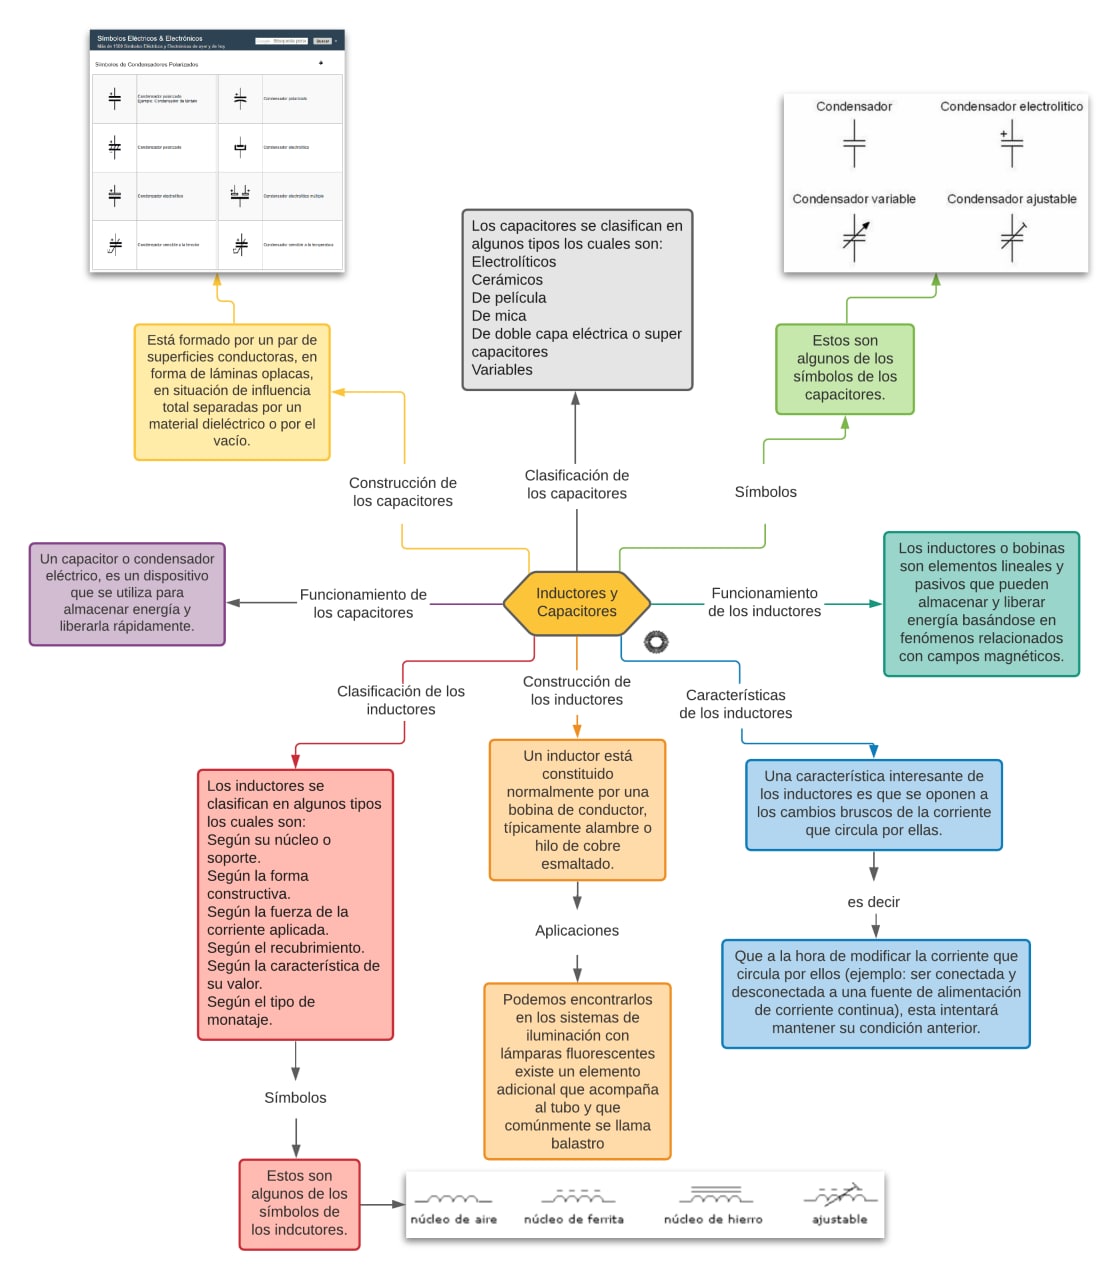 Símbolos Eléctricos & Electrónicos
Más de 1500 Símbolos Eléctricos y Electrónicos de ayer y de hoy
Buscar
Símbolos de Condensadores Polarizados
Condensador polarizado
Ejemplo: Condensador de tántalo
Condensador polarizado
Condensador polarizado
Condensador electrolítico
Condensador electrolítico
Condensador electrolítico múltiple
Condensador sensible a la tensión
Condensador sensible a la temperatura
Condensador
Condensador electrolitico
Condensador variable
Condensador ajustable
Los capacitores se clasifican en
algunos tipos los cuales son:
Electrolíticos
Cerámicos
De película
De mica
De doble capa eléctrica o super
capacitores
Variables
Está formado por un par de
superficies conductoras, en
forma de láminas oplacas,
en situación de influencia
total separadas por un
material dieléctrico o por el
vacío.
Estos son
algunos de los
símbolos de los
capacitores.
Construcción de
los capacitores
Clasificación de
los capacitores
Símbolos
Un capacitor o condensador
eléctrico, es un dispositivo
que se utiliza para
almacenar energía y
liberarla rápidamente.
Funcionamiento de
los capacitores
Inductores y
Capacitores
Funcionamiento
de los inductores
Los inductores o bobinas
son elementos lineales y
pasivos que pueden
almacenar y liberar
energía basándose en
fenómenos relacionados
con campos magnéticos.
Clasificación de los
inductores
Construcción de
los inductores
Características
de los inductores
Los inductores se
clasifican en algunos tipos
los cuales son:
Según su núcleo o
soporte.
Según la forma
constructiva.
Según la fuerza de la
corriente aplicada.
Según el recubrimiento.
Según la característica de
su valor.
Según el tipo de
monataje.
Un inductor está
constituido
normalmente por una
bobina de conductor,
típicamente alambre o
hilo de cobre
esmaltado.
Una característica interesante de
los inductores es que se oponen a
los cambios bruscos de la corriente
que circula por ellas.
es decir
Aplicaciones
Que a la hora de modificar la corriente que
circula por ellos (ejemplo: ser conectada y
desconectada a una fuente de alimentación
de corriente continua), esta intentará
mantener su condición anterior.
Podemos encontrarlos
en los sistemas de
iluminación con
lámparas fluorescentes
existe un elemento
adicional que acompaña
al tubo y que
comúnmente se llama
balastro
Símbolos
Estos son
algunos de los
símbolos de
los indcutores.
núcleo de aire
núcleo de ferrita
núcleo de hierro
ajustable